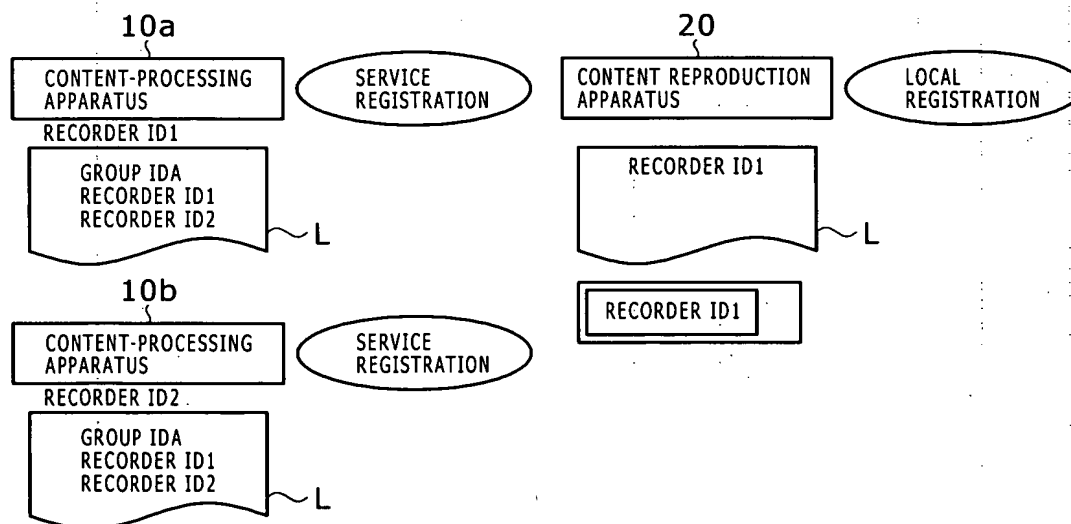 10a
CONTENT-PROCESSING
APPARATUS
SERVICE
REGISTRATION
RECORDER ID1
GROUP IDA
RECORDER ID1
RECORDER ID2
L
10b
CONTENT-PROCESSING
APPARATUS
SERVICE
REGISTRATION
RECORDER ID2
GROUP IDA
RECORDER ID1
RECORDER ID2
L
20
CONTENT REPRODUCTION
APPARATUS
LOCAL
REGISTRATION
RECORDER ID1
L
RECORDER ID1